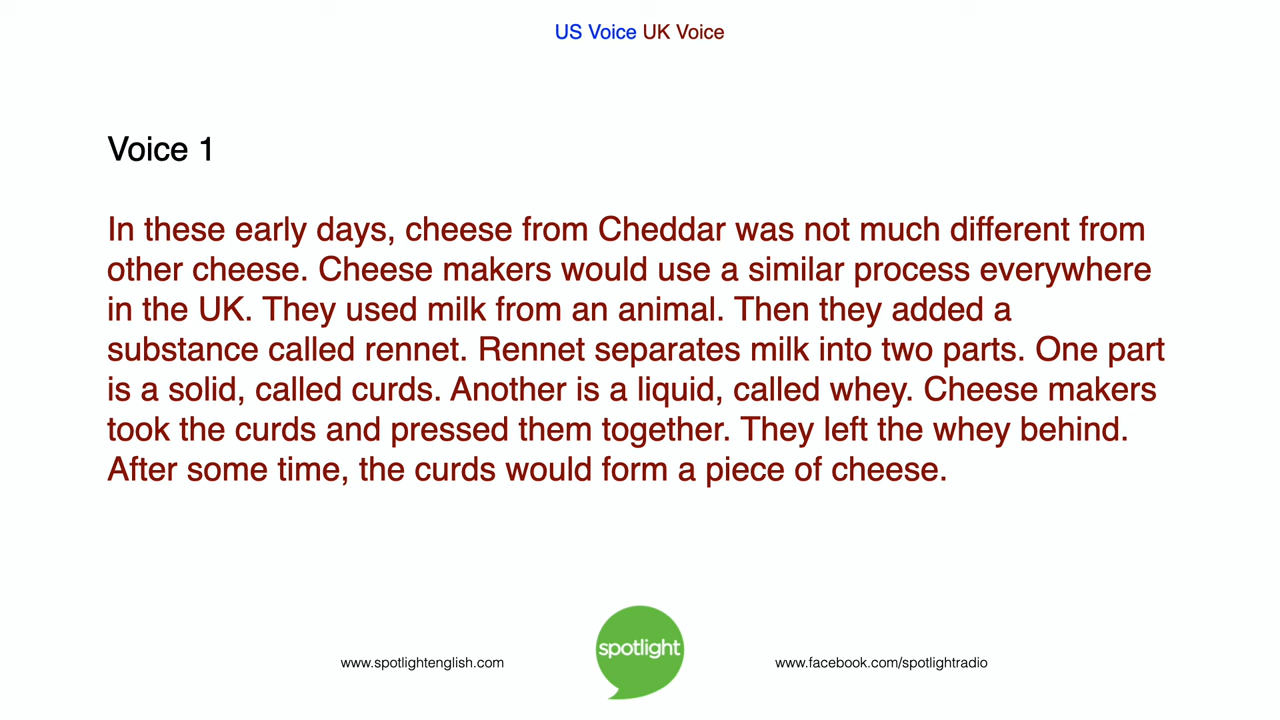 US Voice UK Voice
Voice 1
In these early days, cheese from Cheddar was not much different from
other cheese. Cheese makers would use a similar process everywhere
in the UK. They used milk from an animal. Then they added a
substance called rennet. Rennet separates milk into two parts. One part
is a solid, called curds. Another is a liquid, called whey. Cheese makers
took the curds and pressed them together. They left the whey behind.
After some time, the curds would form a piece of cheese.
www.spotlightenglish.com
spotlight
www.facebook.com/spotlightradio